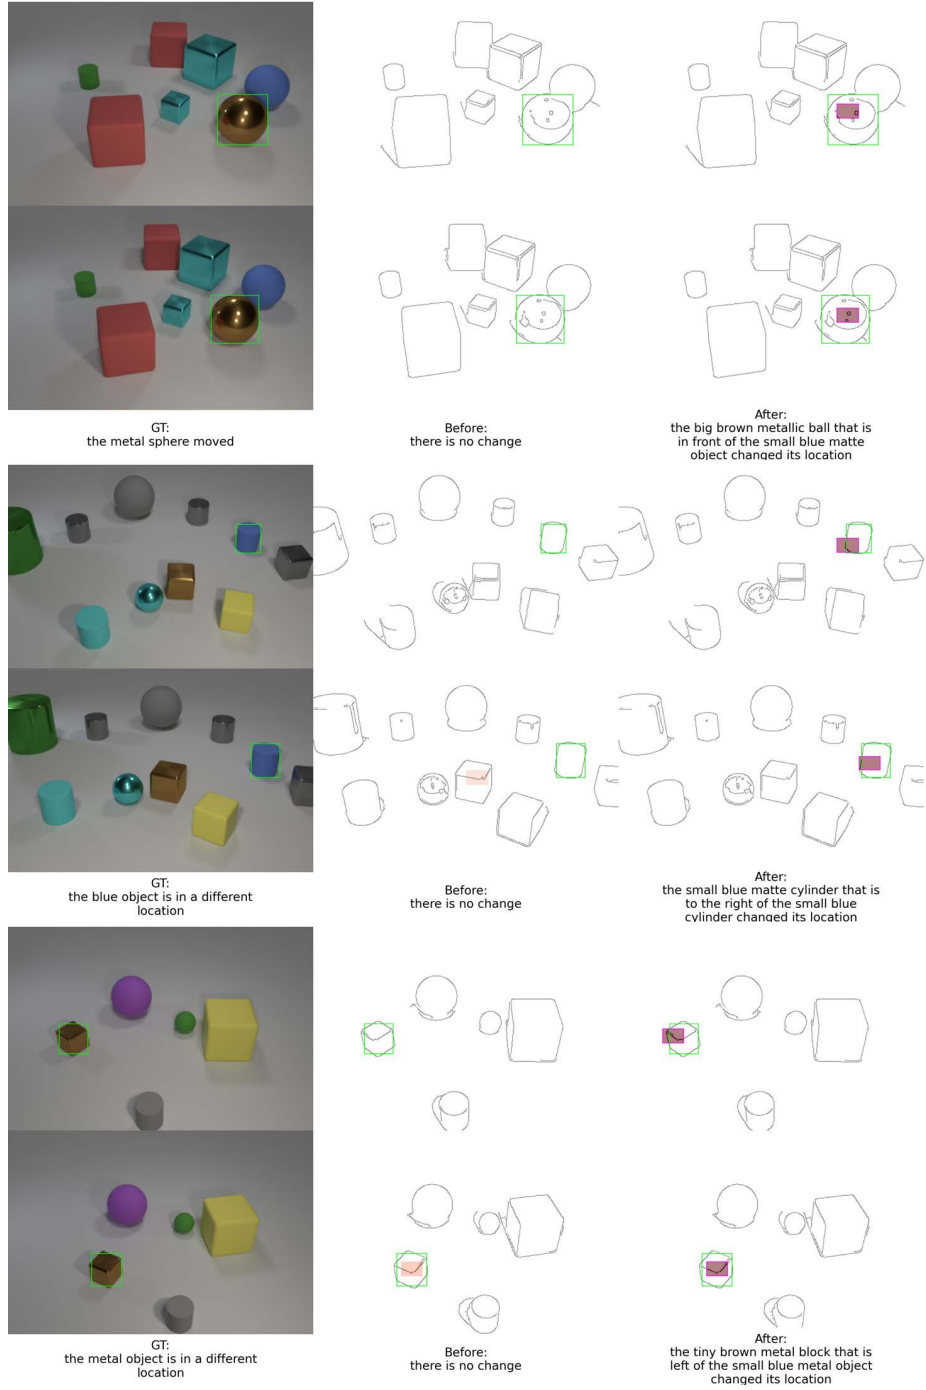 GT:
the metal sphere moved
Before:
there is no change
After:
the big brown metallic ball that is
in front of the small blue matte
object changed its location
GT:
the blue object is in a different
location
Before:
there is no change
After:
the small blue matte cylinder that is
to the right of the small blue
cylinder changed its location
GT:
the metal object is in a different
location
Before:
there is no change
After:
the tiny brown metal block that is
left of the small blue metal object
changed its location